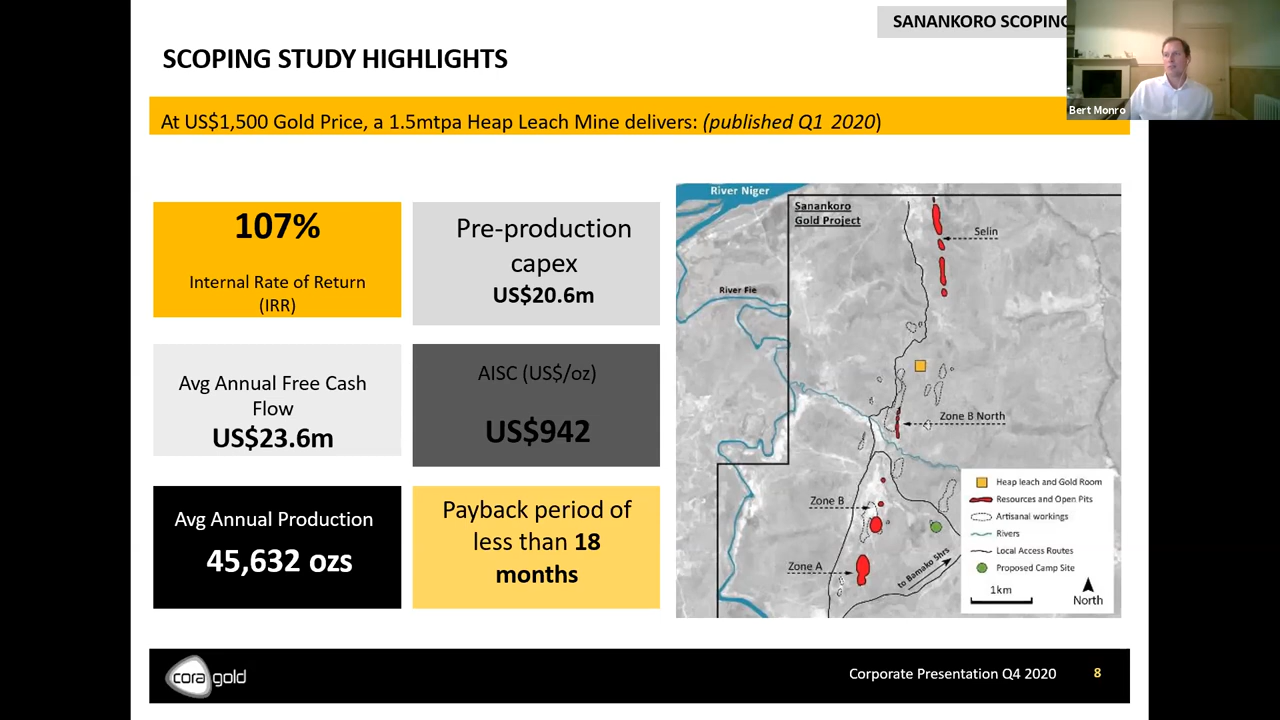 SANANKORO SCOPING
SCOPING STUDY HIGHLIGHTS
Bert Monro
At US$1,500 Gold Price, a 1.5mtpa Heap Leach Mine delivers: (published Q1 2020)
107%
Internal Rate of Return
(IRR)
Pre-production
capex
US$20.6m
Avg Annual Free Cash
Flow
US$23.6m
AISC (US$/oz)
US$942
Avg Annual Production
45,632 ozs
Payback period of
less than 18
months
River Niger
Sanankoro
Gold Project
Selin
River Fie
Zone B North
Zone B
Zone A
to Bamako 5hrs
Heap leach and Gold Room
Resources and Open Pits
Artisanal workings
Rivers
Local Access Routes
Proposed Camp Site
1km
North
coragold
Corporate Presentation Q4 2020
8